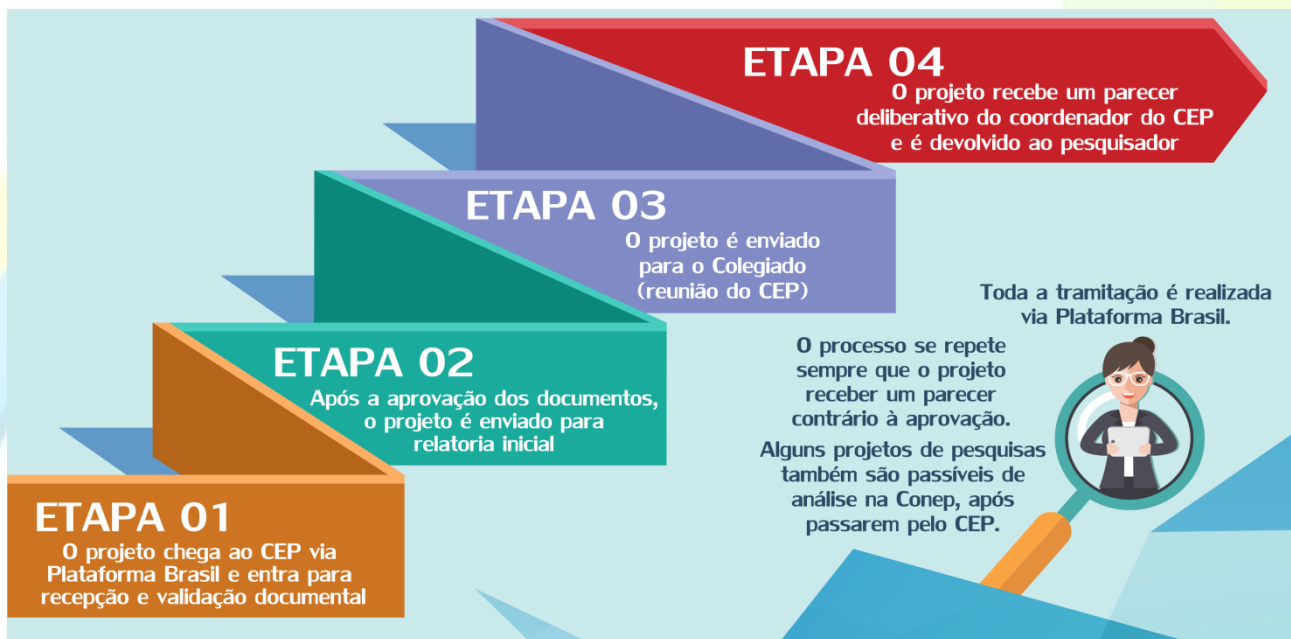 ETAPA 01
O projeto chega ao CEP via
Plataforma Brasil e entra para
recepção e validação documental
ETAPA 02
Após a aprovação dos documentos,
o projeto é enviado para
relatoria inicial
ETAPA 03
O projeto é enviado
para o Colegiado
(reunião do CEP)
ETAPA 04
O projeto recebe um parecer
deliberativo do coordenador do CEP
e é devolvido ao pesquisador
Toda a tramitação é realizada
via Plataforma Brasil.
O processo se repete
sempre que o projeto
receber um parecer
contrário à aprovação.
Alguns projetos de pesquisas
também são passíveis de
análise na Conep, após
passarem pelo CEP.